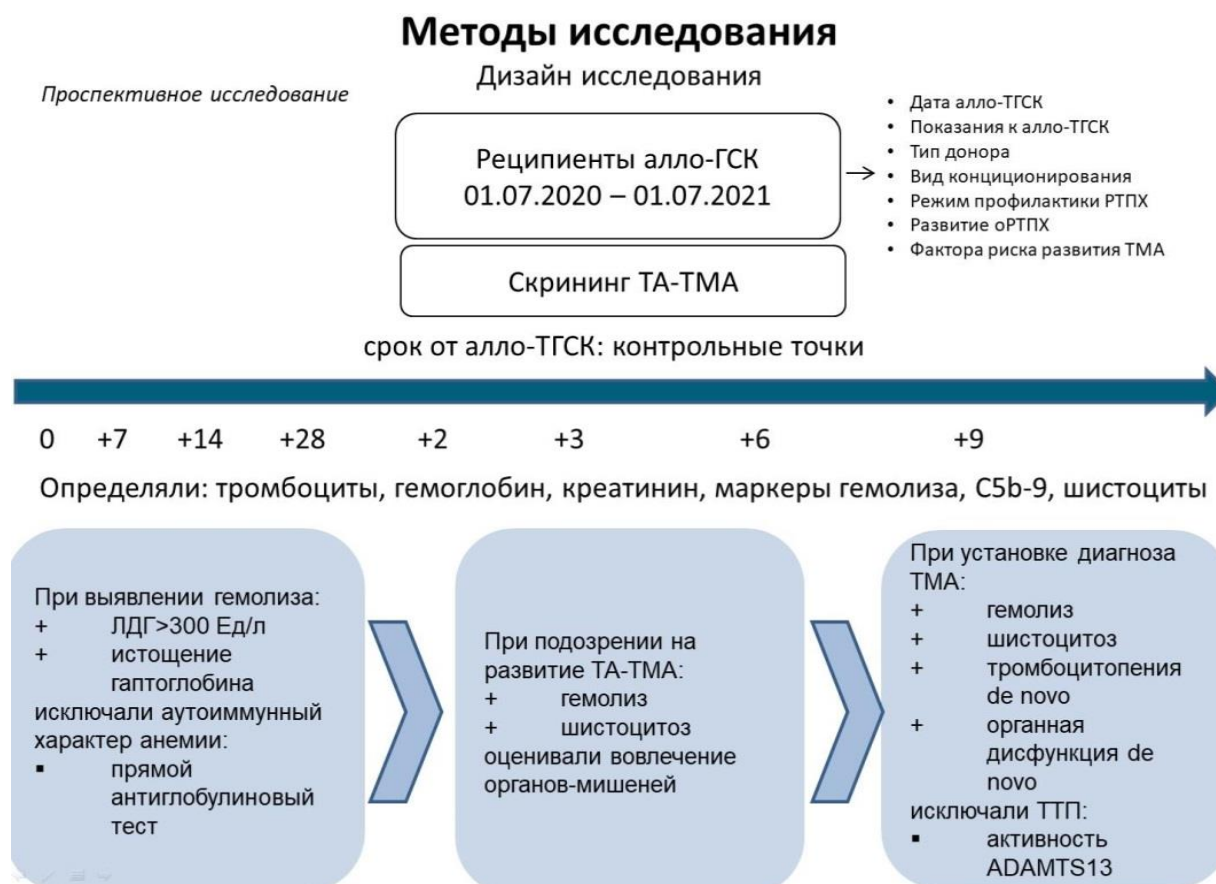 Методы исследования
Дизайн исследования
Проспективное исследование
Реципиенты алло-ГСК
01.07.2020 – 01.07.2021
• Дата алло-ТГСК
• Показания к алло-ТГСК
• Тип донора
• Вид конциционирования
• Режим профилактики РТПХ
• Развитие оРТПХ
• Фактора риска развития ТМА
Скрининг ТА-ТМА
срок от алло-ТГСК: контрольные точки
0 +7 +14 +28 +2 +3 +6 +9
Определяли: тромбоциты, гемоглобин, креатинин, маркеры гемолиза, C5b-9, шистоциты
При выявлении гемолиза:
+ ЛДГ>300 Ед/л
+ истощение
гаптоглобина
исключали аутоиммунный
характер анемии:
▪ прямой
антиглобулиновый
тест
При подозрении на
развитие ТА-ТМА:
+ гемолиз
+ шистоцитоз
оценивали вовлечение
органов-мишеней
При установке диагноза
ТМА:
+ гемолиз
+ шистоцитоз
+ тромбоцитопения
de novo
+ органная
дисфункция de
novo
исключали ТТП:
▪ активность
ADAMTS13